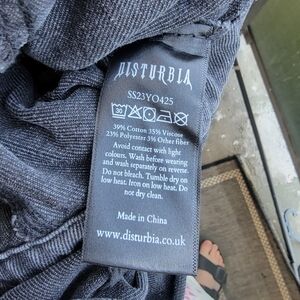 DISTURBIA
SS23YO425
30
39% Cotton 35% Viscose
23% Polyester 3% Other fiber
Avoid contact with light
colours. Wash before wearing
and wash separately on reverse.
Do not bleach. Tumble dry on
low heat. Iron on low heat. Do
not dry clean.
Made in China
www.disturbia.co.uk